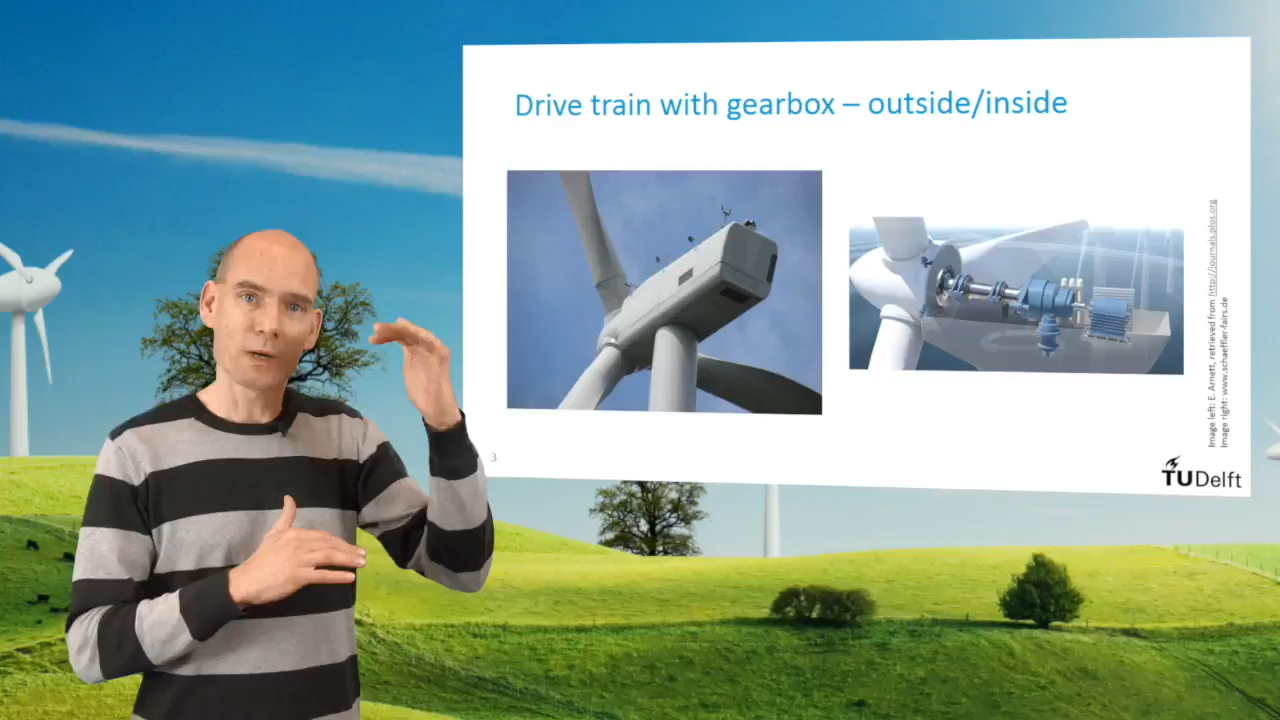 Drive train with gearbox – outside/inside
Image left: E. Arnett, retrieved from http://journals.plos.org
Image right: www.schaeffler-fairs.de
3
TUDelft